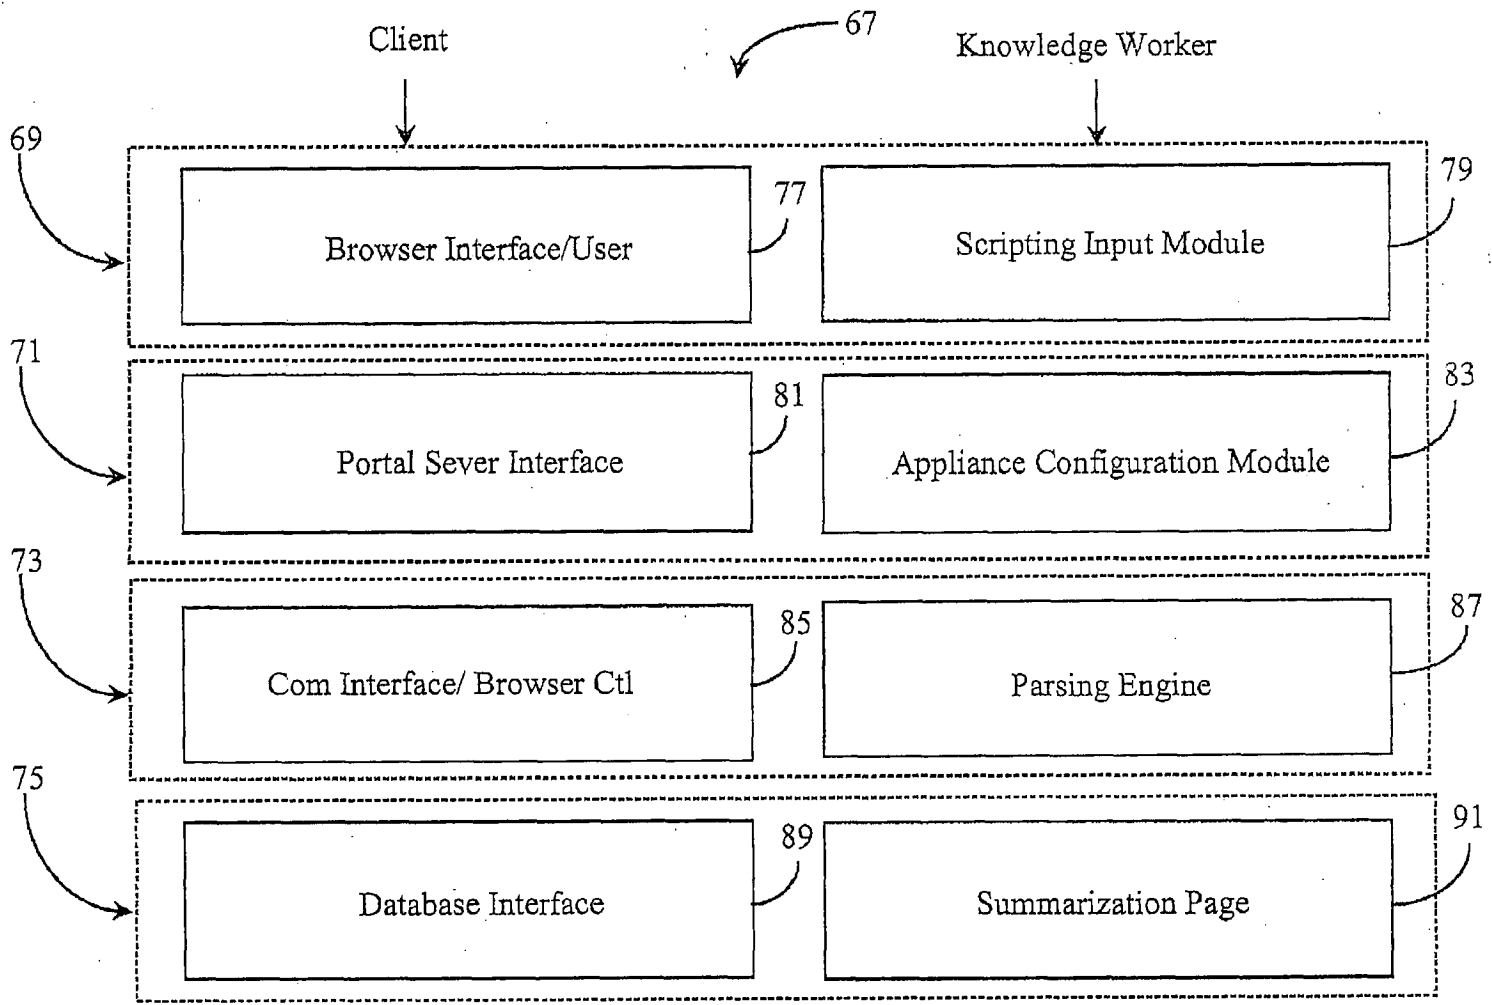 67
Client
Knowledge Worker
69
77
79
Browser Interface/User
Scripting Input Module
71
81
83
Portal Sever Interface
Appliance Configuration Module
73
85
87
Com Interface/ Browser Ctl
Parsing Engine
75
89
91
Database Interface
Summarization Page